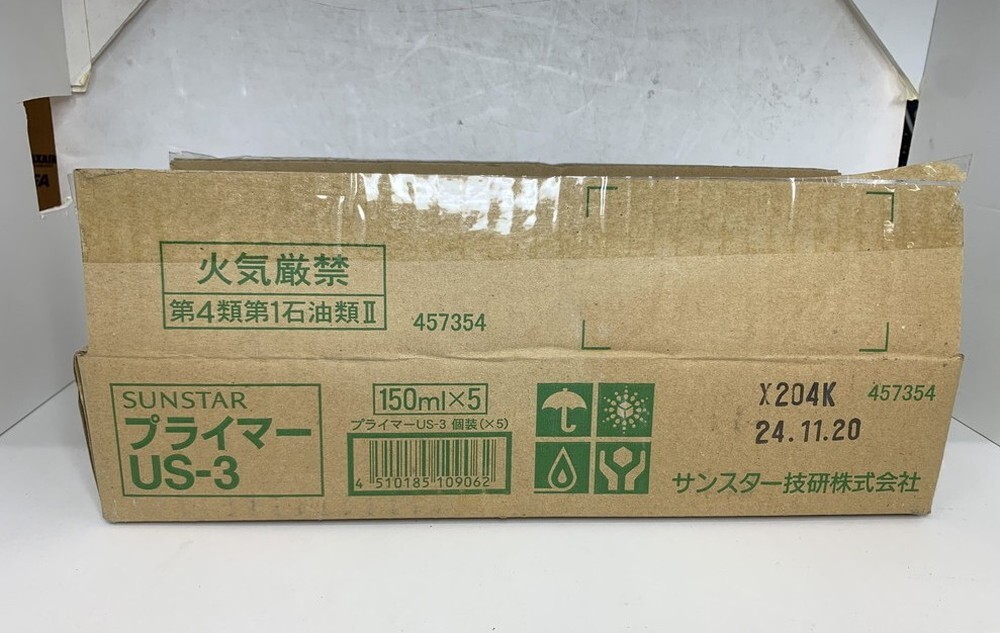 火気厳禁
第4類第1石油類Ⅱ
457354
SUNSTAR
プライマー
US-3
150ml×5
プライマーUS-3 個装(×5)
4 510185 109062
X204K
457354
24.11.20
サンスター技研株式会社